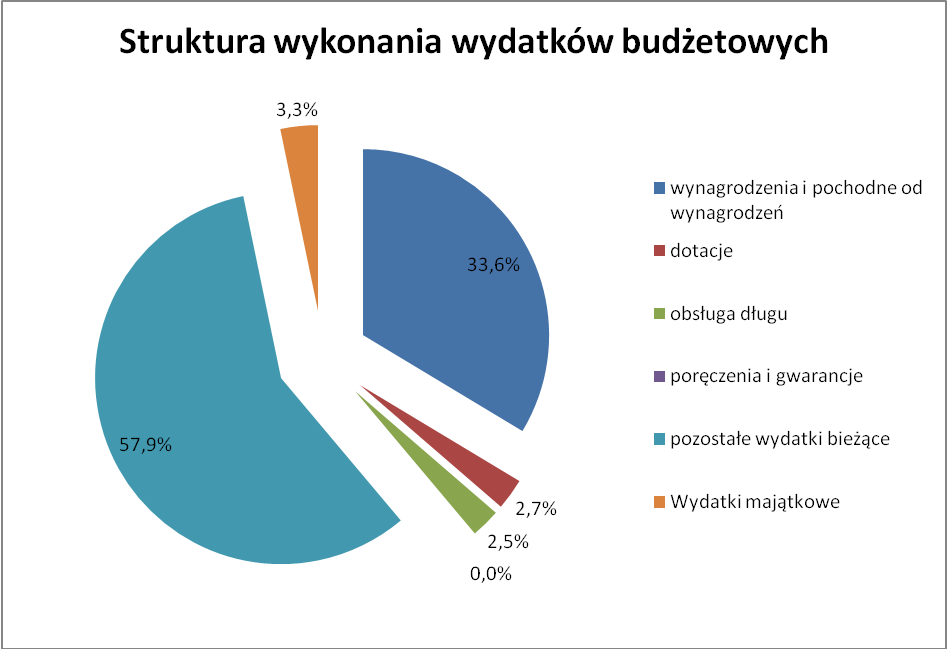 Struktura wykonania wydatków budżetowych
3,3%
33,6%
57,9%
2,7%
2,5%
0,0%
wynagrodzenia i pochodne od
wynagrodzeń
dotacje
obsługa długu
poręczenia i gwarancje
pozostałe wydatki bieżące
Wydatki majątkowe